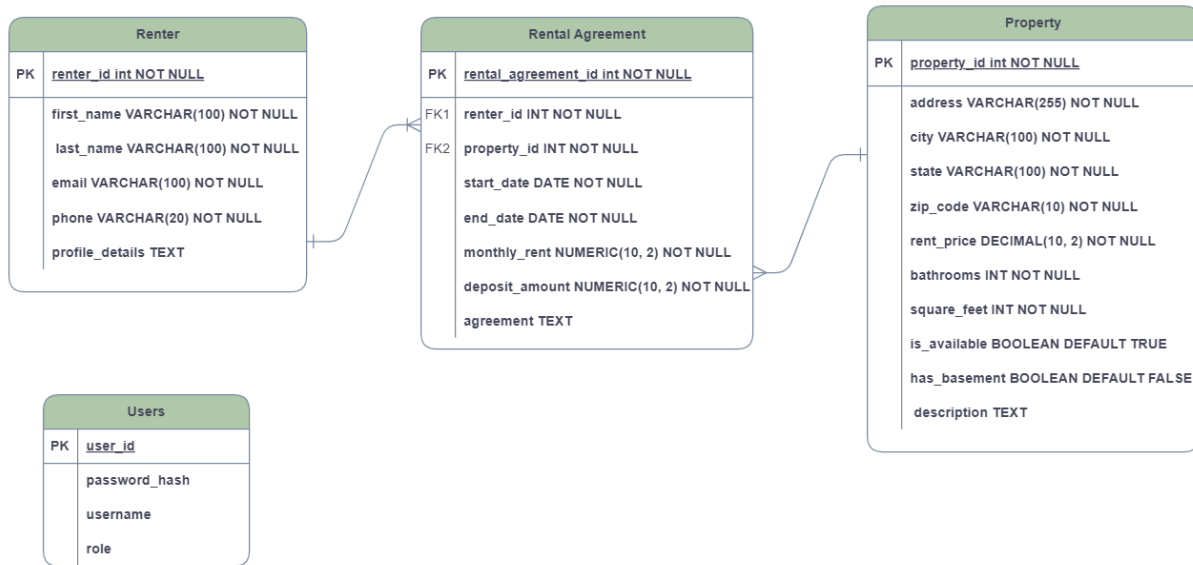 Renter
PK renter_id int NOT NULL
first_name VARCHAR(100) NOT NULL
last_name VARCHAR(100) NOT NULL
email VARCHAR(100) NOT NULL
phone VARCHAR(20) NOT NULL
profile_details TEXT
Rental Agreement
PK rental_agreement_id int NOT NULL
FK1 renter_id INT NOT NULL
FK2 property_id INT NOT NULL
start_date DATE NOT NULL
end_date DATE NOT NULL
monthly_rent NUMERIC(10, 2) NOT NULL
deposit_amount NUMERIC(10, 2) NOT NULL
agreement TEXT
Property
PK property_id int NOT NULL
address VARCHAR(255) NOT NULL
city VARCHAR(100) NOT NULL
state VARCHAR(100) NOT NULL
zip_code VARCHAR(10) NOT NULL
rent_price DECIMAL(10, 2) NOT NULL
bathrooms INT NOT NULL
square_feet INT NOT NULL
is_available BOOLEAN DEFAULT TRUE
has_basement BOOLEAN DEFAULT FALSE
description TEXT
Users
PK user_id
password_hash
username
role